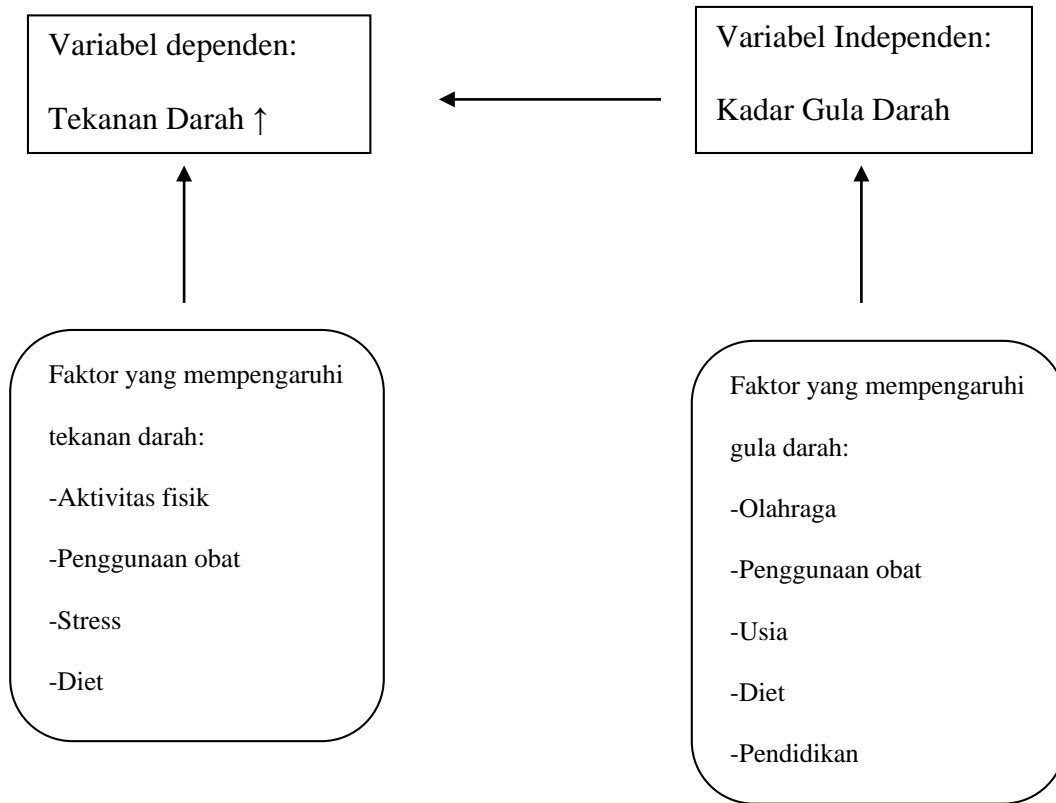 Variabel dependen:
Tekanan Darah ↑
Variabel Independen:
Kadar Gula Darah
Faktor yang mempengaruhi
tekanan darah:
-Aktivitas fisik
-Penggunaan obat
-Stress
-Diet
Faktor yang mempengaruhi
gula darah:
-Olahraga
-Penggunaan obat
-Usia
-Diet
-Pendidikan